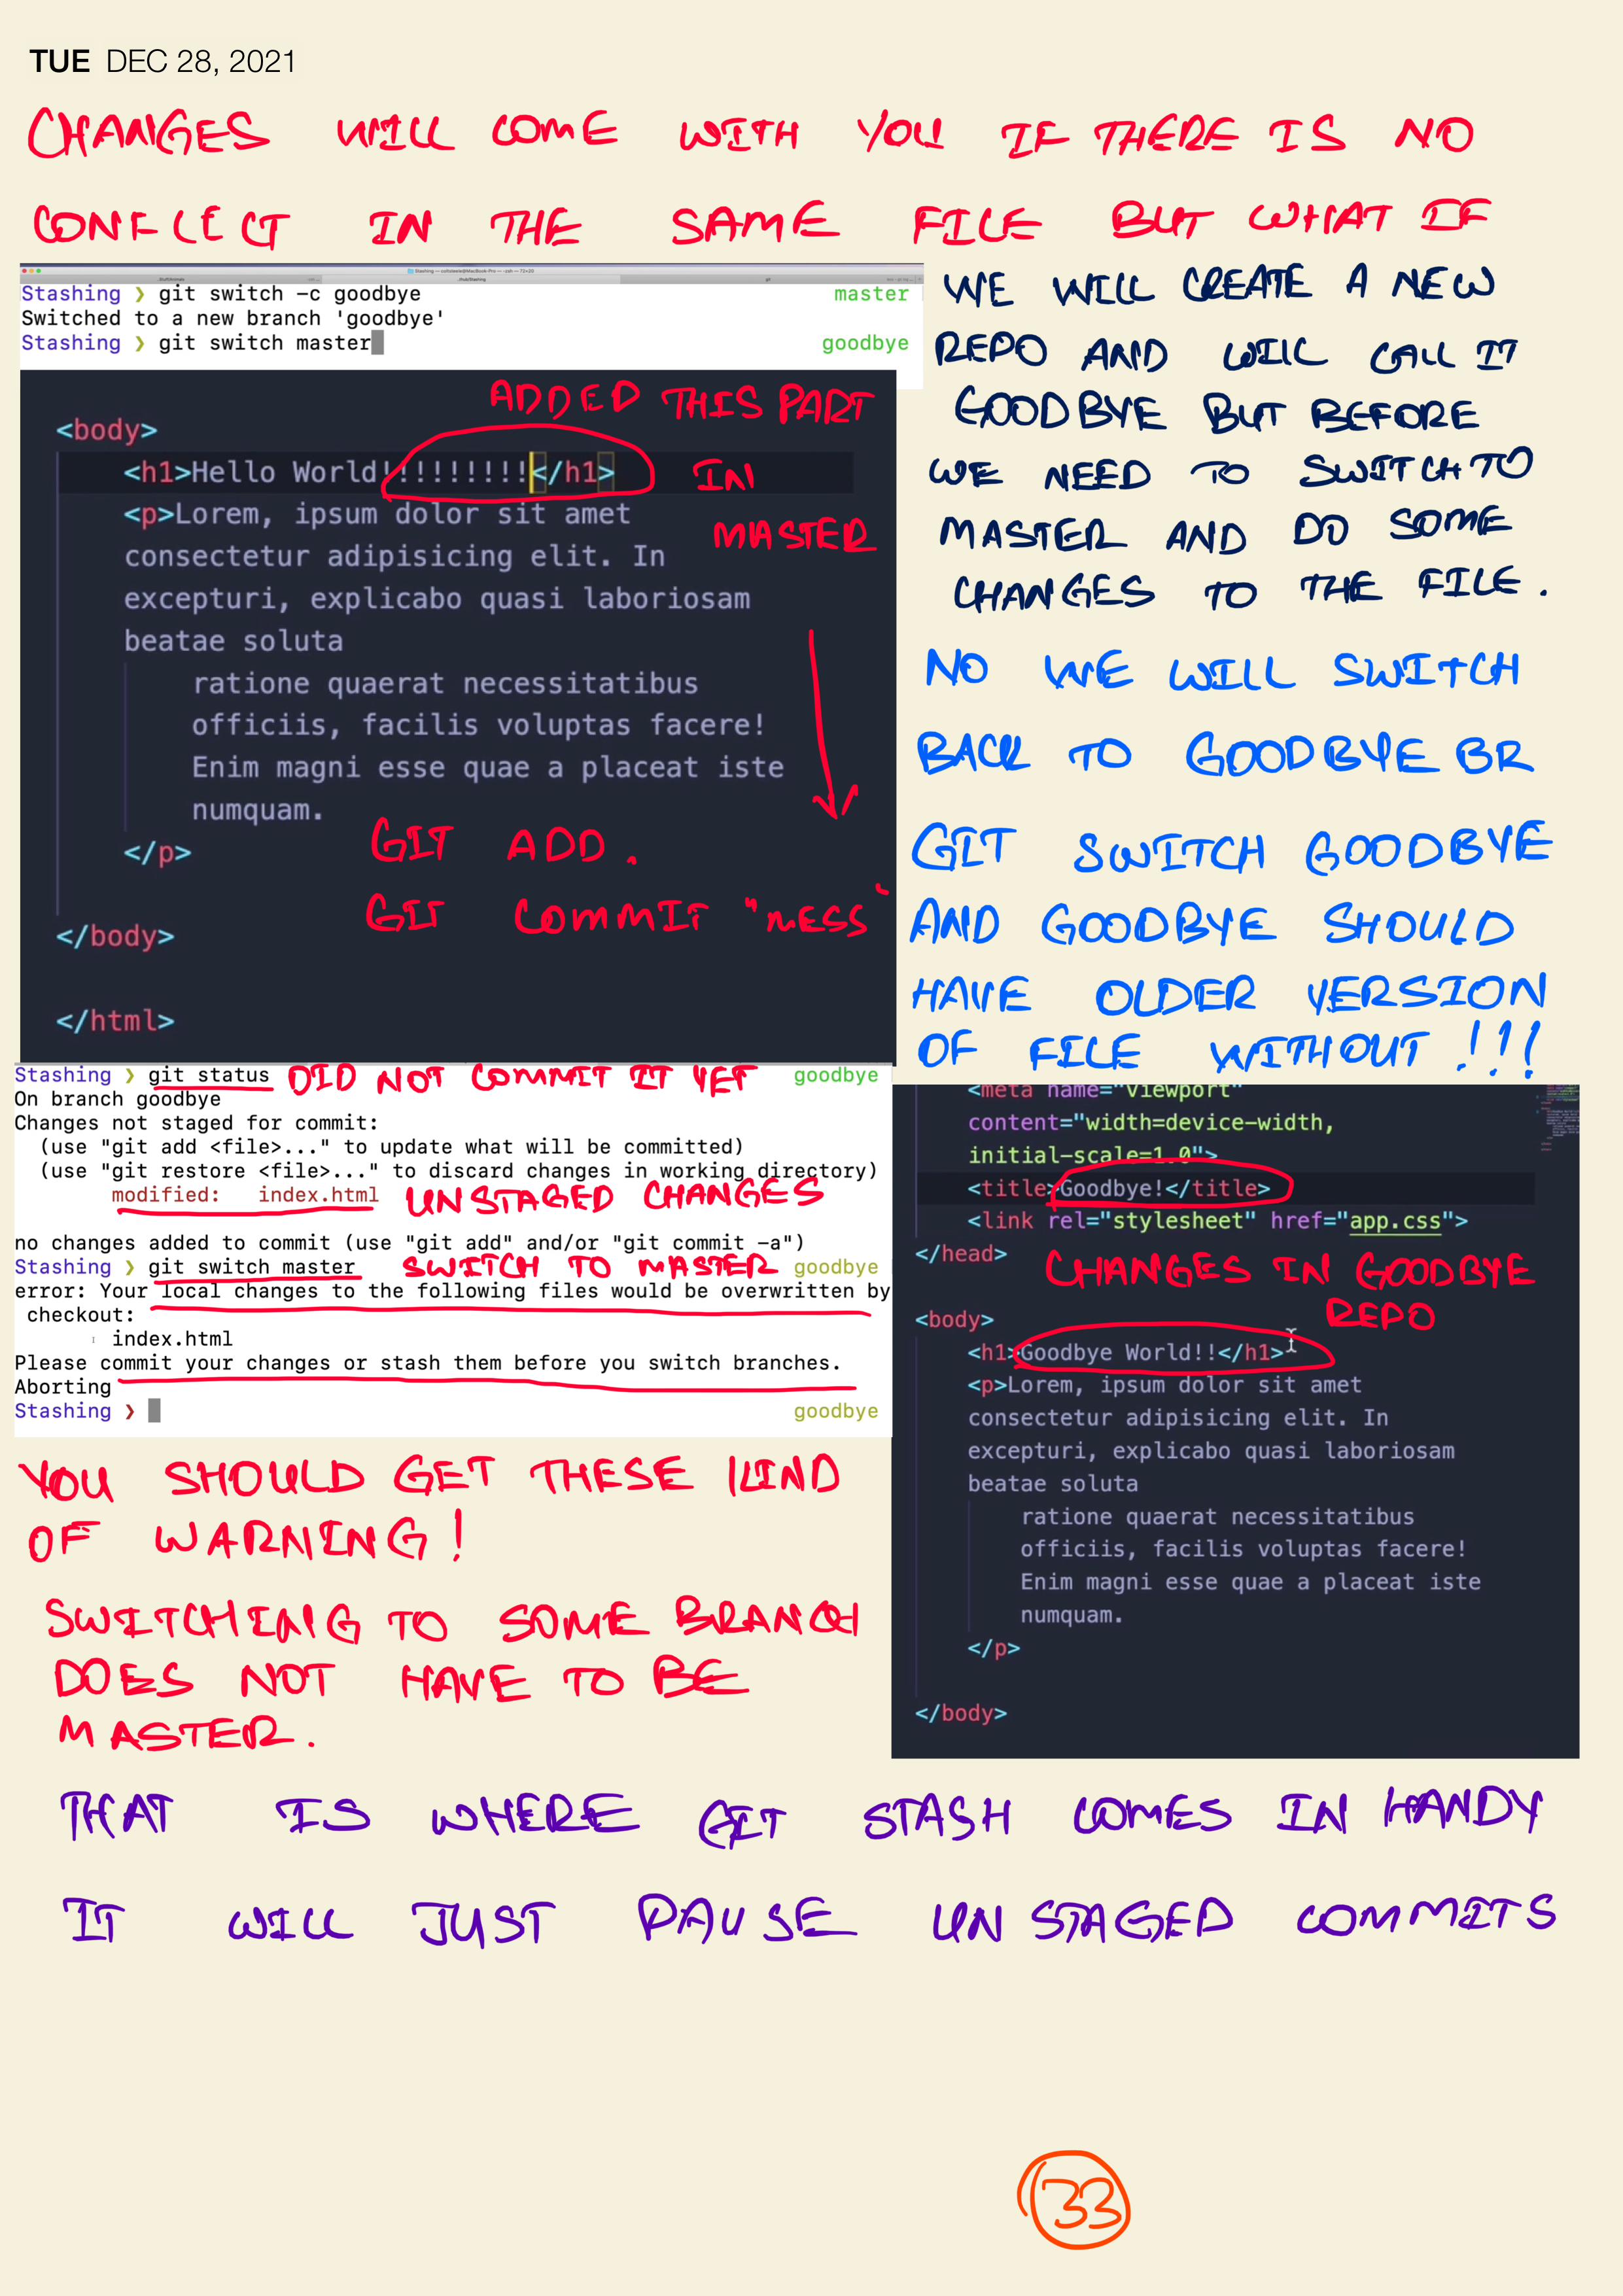 TUE DEC 28, 2021
CHANGES WILL COME WITH YOU IF THERE IS NO
CONFLICT IN THE SAME FILE BUT WHAT IF
Stashing ❯ git switch -c goodbye master
Switched to a new branch 'goodbye'
Stashing ❯ git switch master goodbye
WE WILL CREATE A NEW
REPO AND WILL CALL IT
GOODBYE BUT BEFORE
WE NEED TO SWITCH TO
MASTER AND DO SOME
CHANGES TO THE FILE.
ADDED THIS PART
IN
MASTER
<body>
<h1>Hello World!!!!!!!!!</h1>
<p>Lorem, ipsum dolor sit amet
consectetur adipisicing elit. In
excepturi, explicabo quasi laboriosam
beatae soluta
ratione quaerat necessitatibus
officiis, facilis voluptas facere!
Enim magni esse quae a placeat iste
numquam.
</p>
</body>
</html>
GIT ADD .
GIT COMMIT "MESS"
NO WE WILL SWITCH
BACK TO GOODBYE BR
GIT SWITCH GOODBYE
AND GOODBYE SHOULD
HAVE OLDER VERSION
OF FILE WITHOUT !!!
Stashing ❯ git status goodbye
DID NOT COMMIT IT YET
On branch goodbye
Changes not staged for commit:
(use "git add <file>..." to update what will be committed)
(use "git restore <file>..." to discard changes in working directory)
modified: index.html
UNSTAGED CHANGES
no changes added to commit (use "git add" and/or "git commit -a")
Stashing ❯ git switch master goodbye
SWITCH TO MASTER
error: Your local changes to the following files would be overwritten by
checkout:
index.html
Please commit your changes or stash them before you switch branches.
Aborting
Stashing ❯ goodbye
<meta name="viewport"
content="width=device-width,
initial-scale=1.0">
<title>Goodbye!</title>
<link rel="stylesheet" href="app.css">
</head>
CHANGES IN GOODBYE
REPO
<body>
<h1>Goodbye World!!</h1>
<p>Lorem, ipsum dolor sit amet
consectetur adipisicing elit. In
excepturi, explicabo quasi laboriosam
beatae soluta
ratione quaerat necessitatibus
officiis, facilis voluptas facere!
Enim magni esse quae a placeat iste
numquam.
</p>
</body>
YOU SHOULD GET THESE KIND
OF WARNING!
SWITCHING TO SOME BRANCH
DOES NOT HAVE TO BE
MASTER.
THAT IS WHERE GIT STASH COMES IN HANDY
IT WILL JUST PAUSE UNSTAGED COMMITS
33